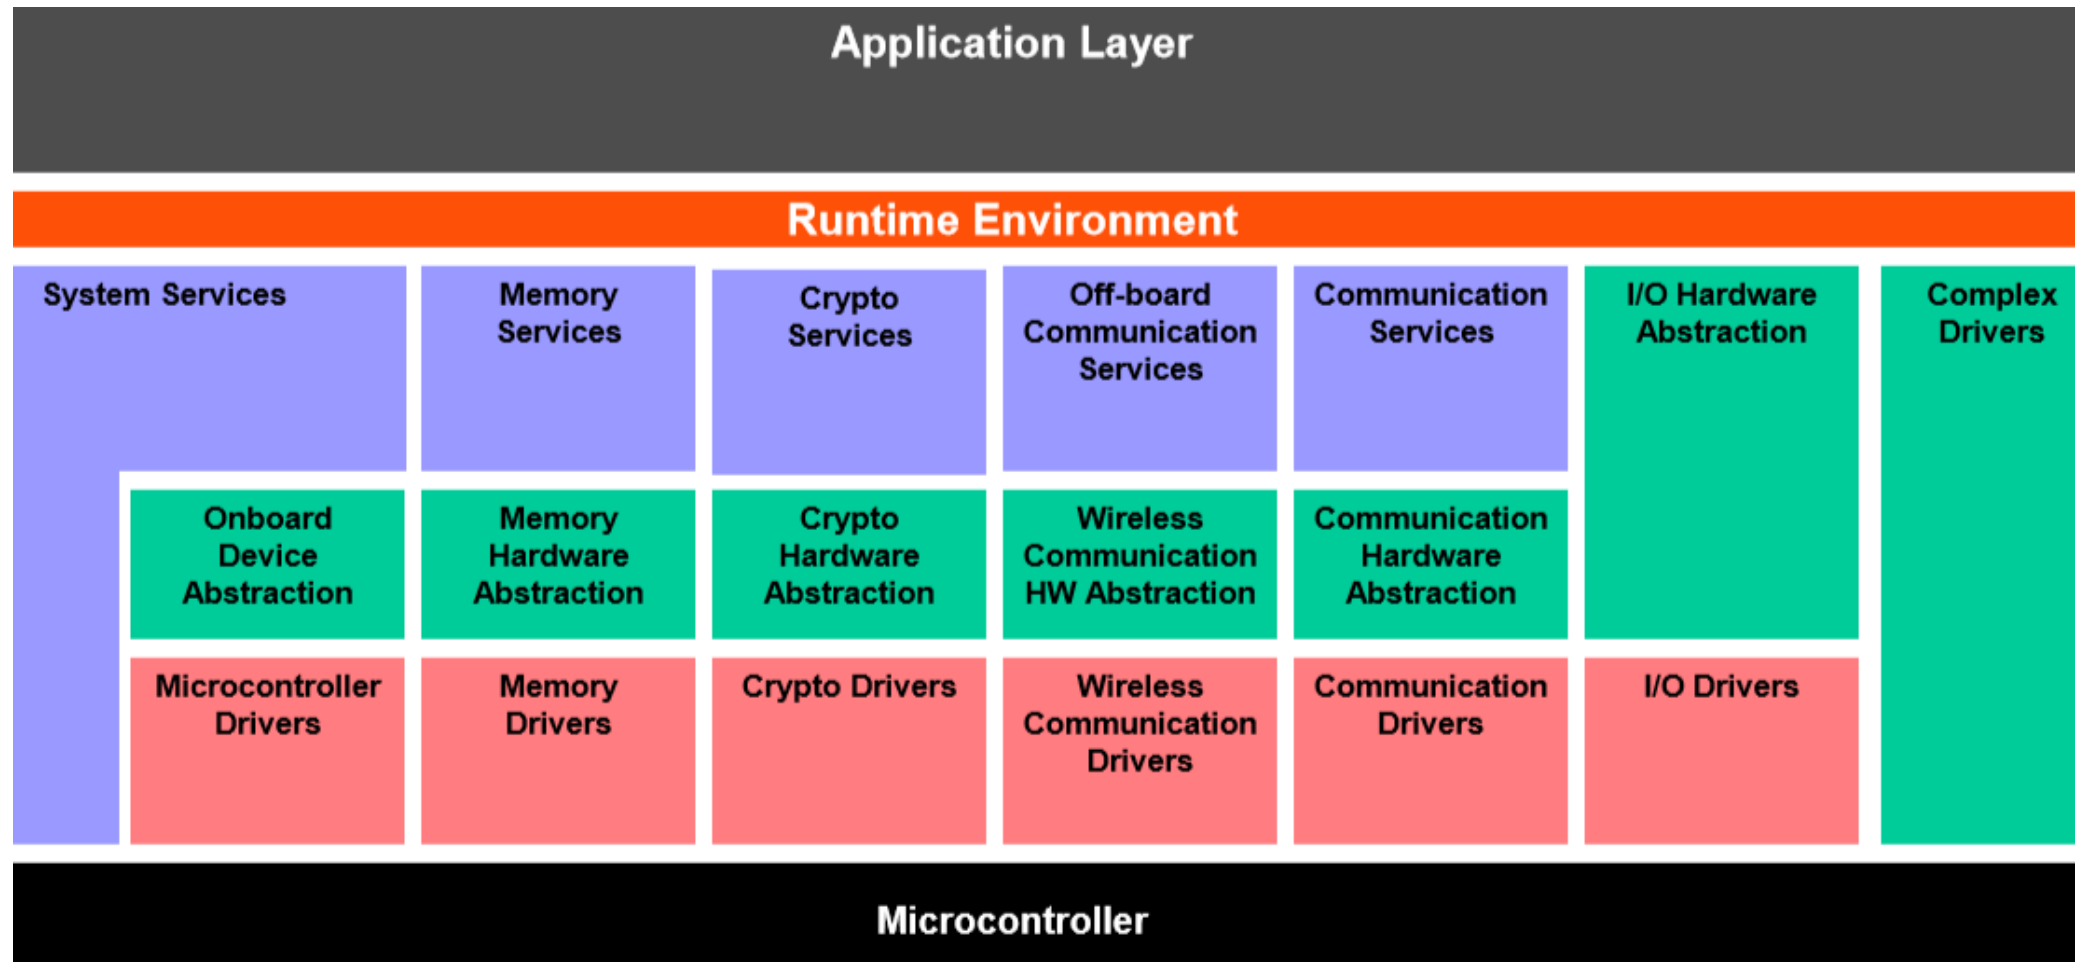 Application Layer
Runtime Environment
System Services
Memory
Services
Crypto
Services
Off-board
Communication
Services
Communication
Services
I/O Hardware
Abstraction
Complex
Drivers
Onboard
Device
Abstraction
Memory
Hardware
Abstraction
Crypto
Hardware
Abstraction
Wireless
Communication
HW Abstraction
Communication
Hardware
Abstraction
Microcontroller
Drivers
Memory
Drivers
Crypto Drivers
Wireless
Communication
Drivers
Communication
Drivers
I/O Drivers
Microcontroller